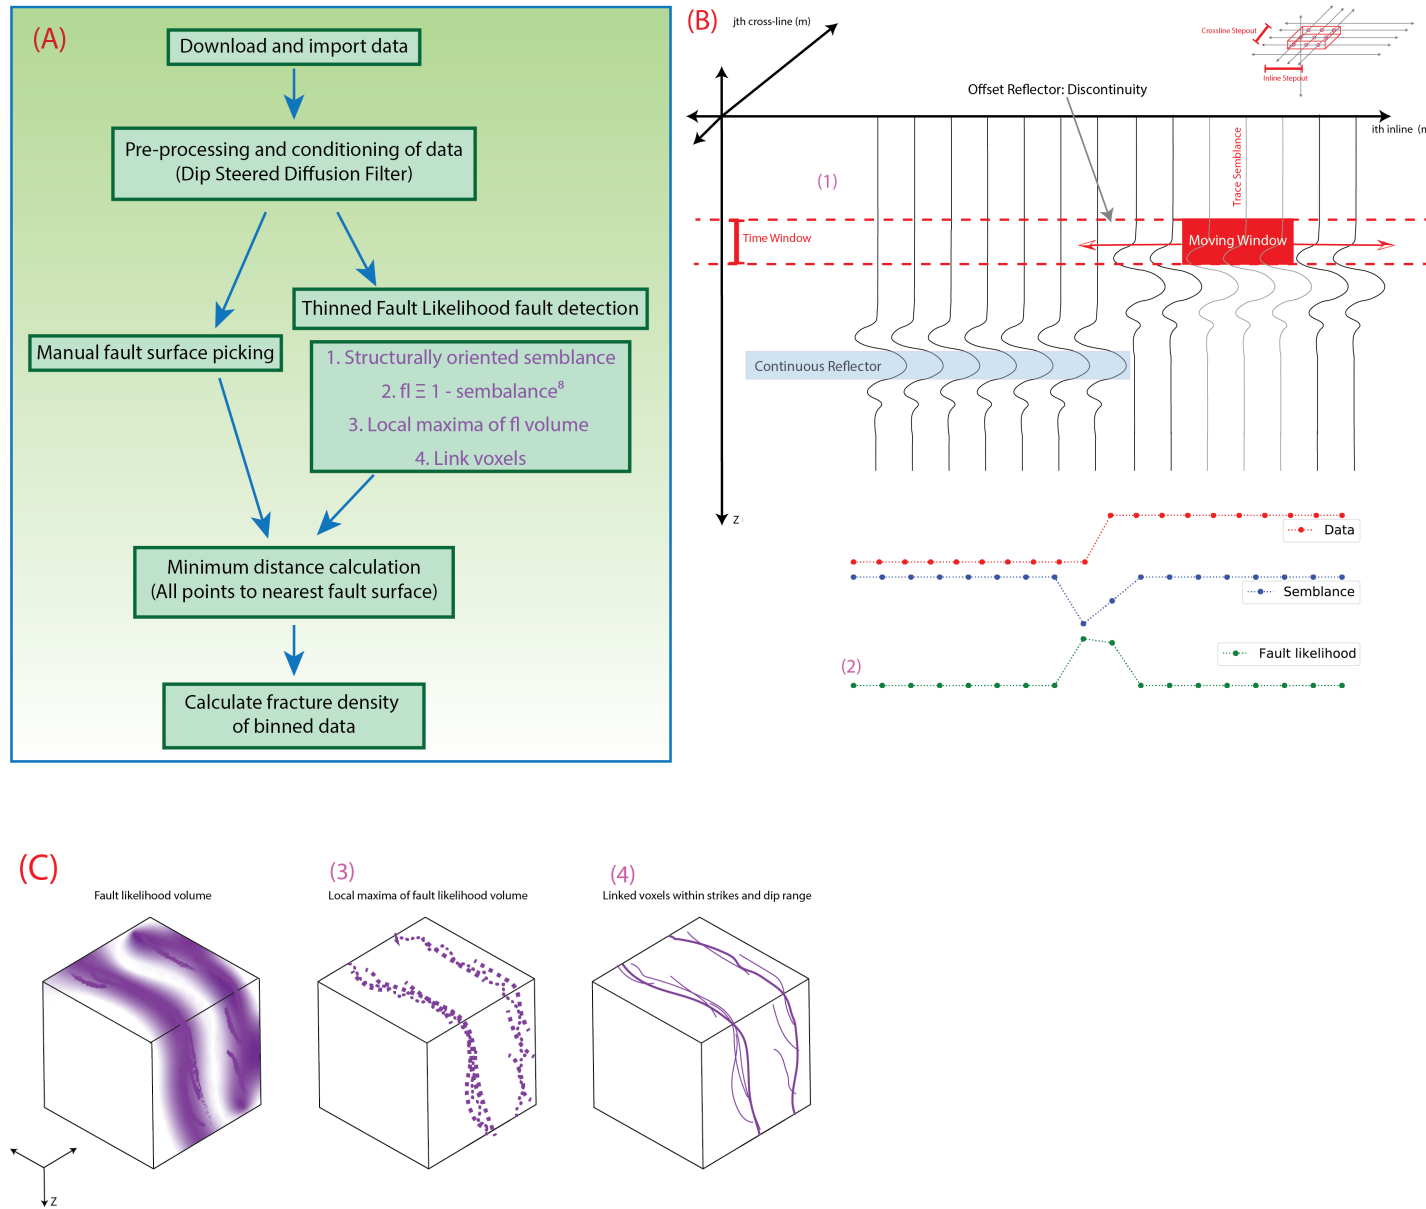 (A)
Download and import data
Pre-processing and conditioning of data
(Dip Steered Diffusion Filter)
Thinned Fault Likelihood fault detection
Manual fault surface picking
1. Structurally oriented semblance
2. fl Ξ 1 - sembalance⁸
3. Local maxima of fl volume
4. Link voxels
Minimum distance calculation
(All points to nearest fault surface)
Calculate fracture density
of binned data
(B)
jth cross-line (m)
Crossline Stepout
Inline Stepout
Offset Reflector: Discontinuity
ith inline (m
(1)
Trace Semblance
Time Window
Moving Window
Continuous Reflector
Z
Data
Semblance
Fault likelihood
(2)
(C)
Fault likelihood volume
(3)
Local maxima of fault likelihood volume
(4)
Linked voxels within strikes and dip range
Z